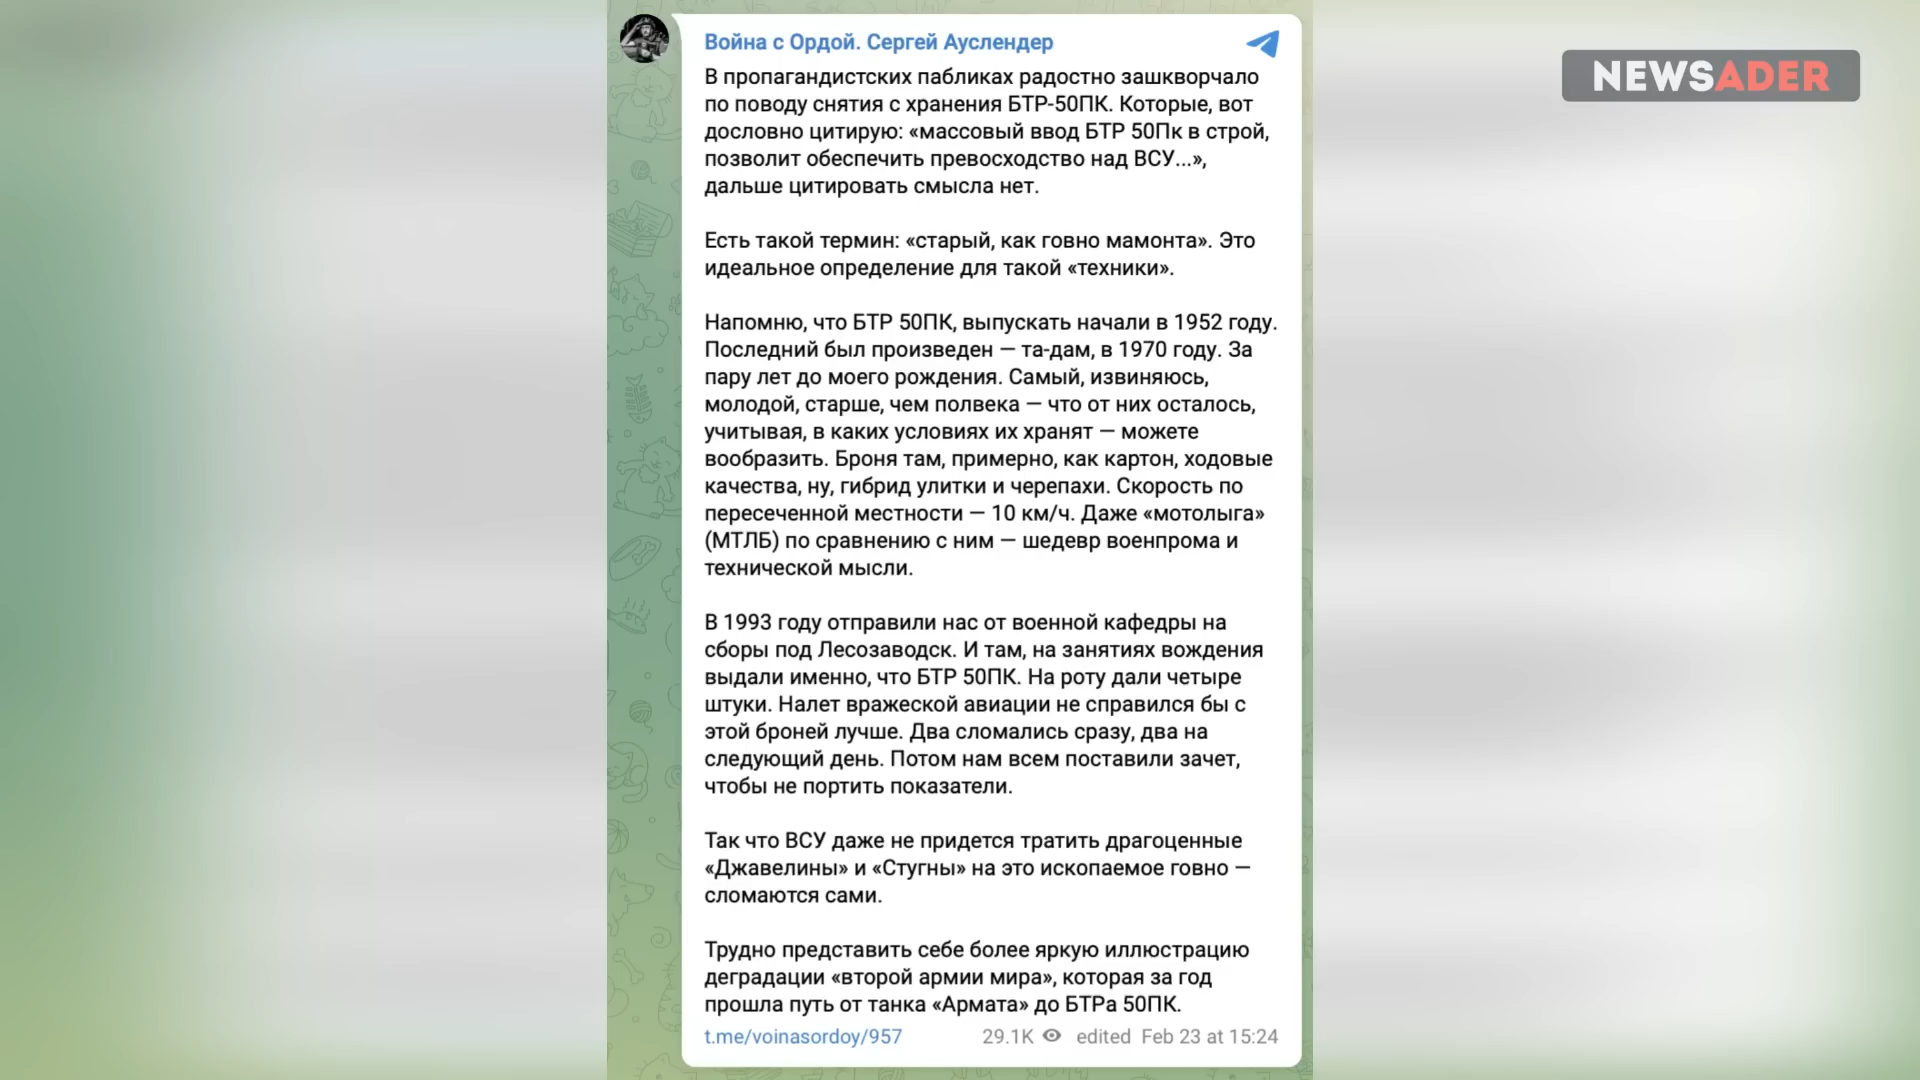 Война с Ордой. Сергей Ауслендер
NEWSADER
В пропагандистских пабликах радостно зашкворчало
по поводу снятия с хранения БТР-50ПК. Которые, вот
дословно цитирую: «массовый ввод БТР 50Пк в строй,
позволит обеспечить превосходство над ВСУ...»,
дальше цитировать смысла нет.
Есть такой термин: «старый, как говно мамонта». Это
идеальное определение для такой «техники».
Напомню, что БТР 50ПК, выпускать начали в 1952 году.
Последний был произведен — та-дам, в 1970 году. За
пару лет до моего рождения. Самый, извиняюсь,
молодой, старше, чем полвека — что от них осталось,
учитывая, в каких условиях их хранят — можете
вообразить. Броня там, примерно, как картон, ходовые
качества, ну, гибрид улитки и черепахи. Скорость по
пересеченной местности — 10 км/ч. Даже «мотолыга»
(МТЛБ) по сравнению с ним — шедевр военпрома и
технической мысли.
В 1993 году отправили нас от военной кафедры на
сборы под Лесозаводск. И там, на занятиях вождения
выдали именно, что БТР 50ПК. На роту дали четыре
штуки. Налет вражеской авиации не справился бы с
этой броней лучше. Два сломались сразу, два на
следующий день. Потом нам всем поставили зачет,
чтобы не портить показатели.
Так что ВСУ даже не придется тратить драгоценные
«Джавелины» и «Стугны» на это ископаемое говно —
сломаются сами.
Трудно представить себе более яркую иллюстрацию
деградации «второй армии мира», которая за год
прошла путь от танка «Армата» до БТРа 50ПК.
t.me/voinasordoy/957 29.1K edited Feb 23 at 15:24